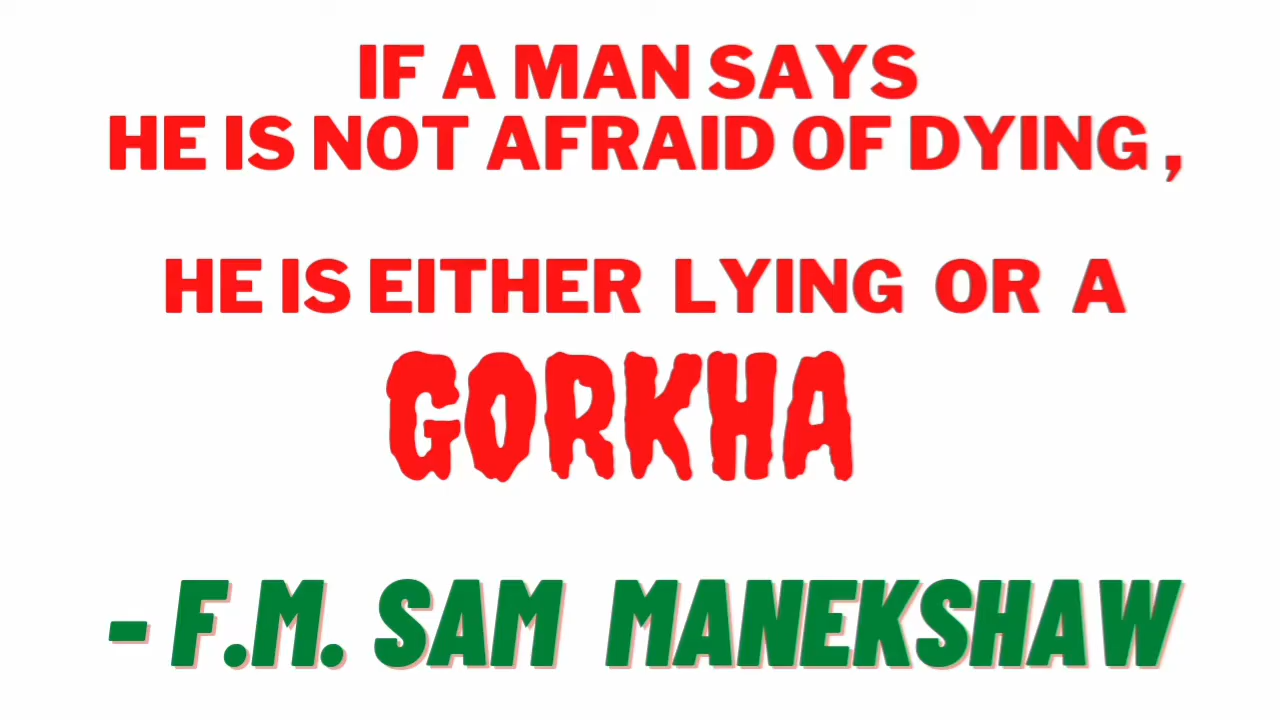 IF A MAN SAYS
HE IS NOT AFRAID OF DYING ,
HE IS EITHER LYING OR A
GORKHA
- F.M. SAM MANEKSHAW